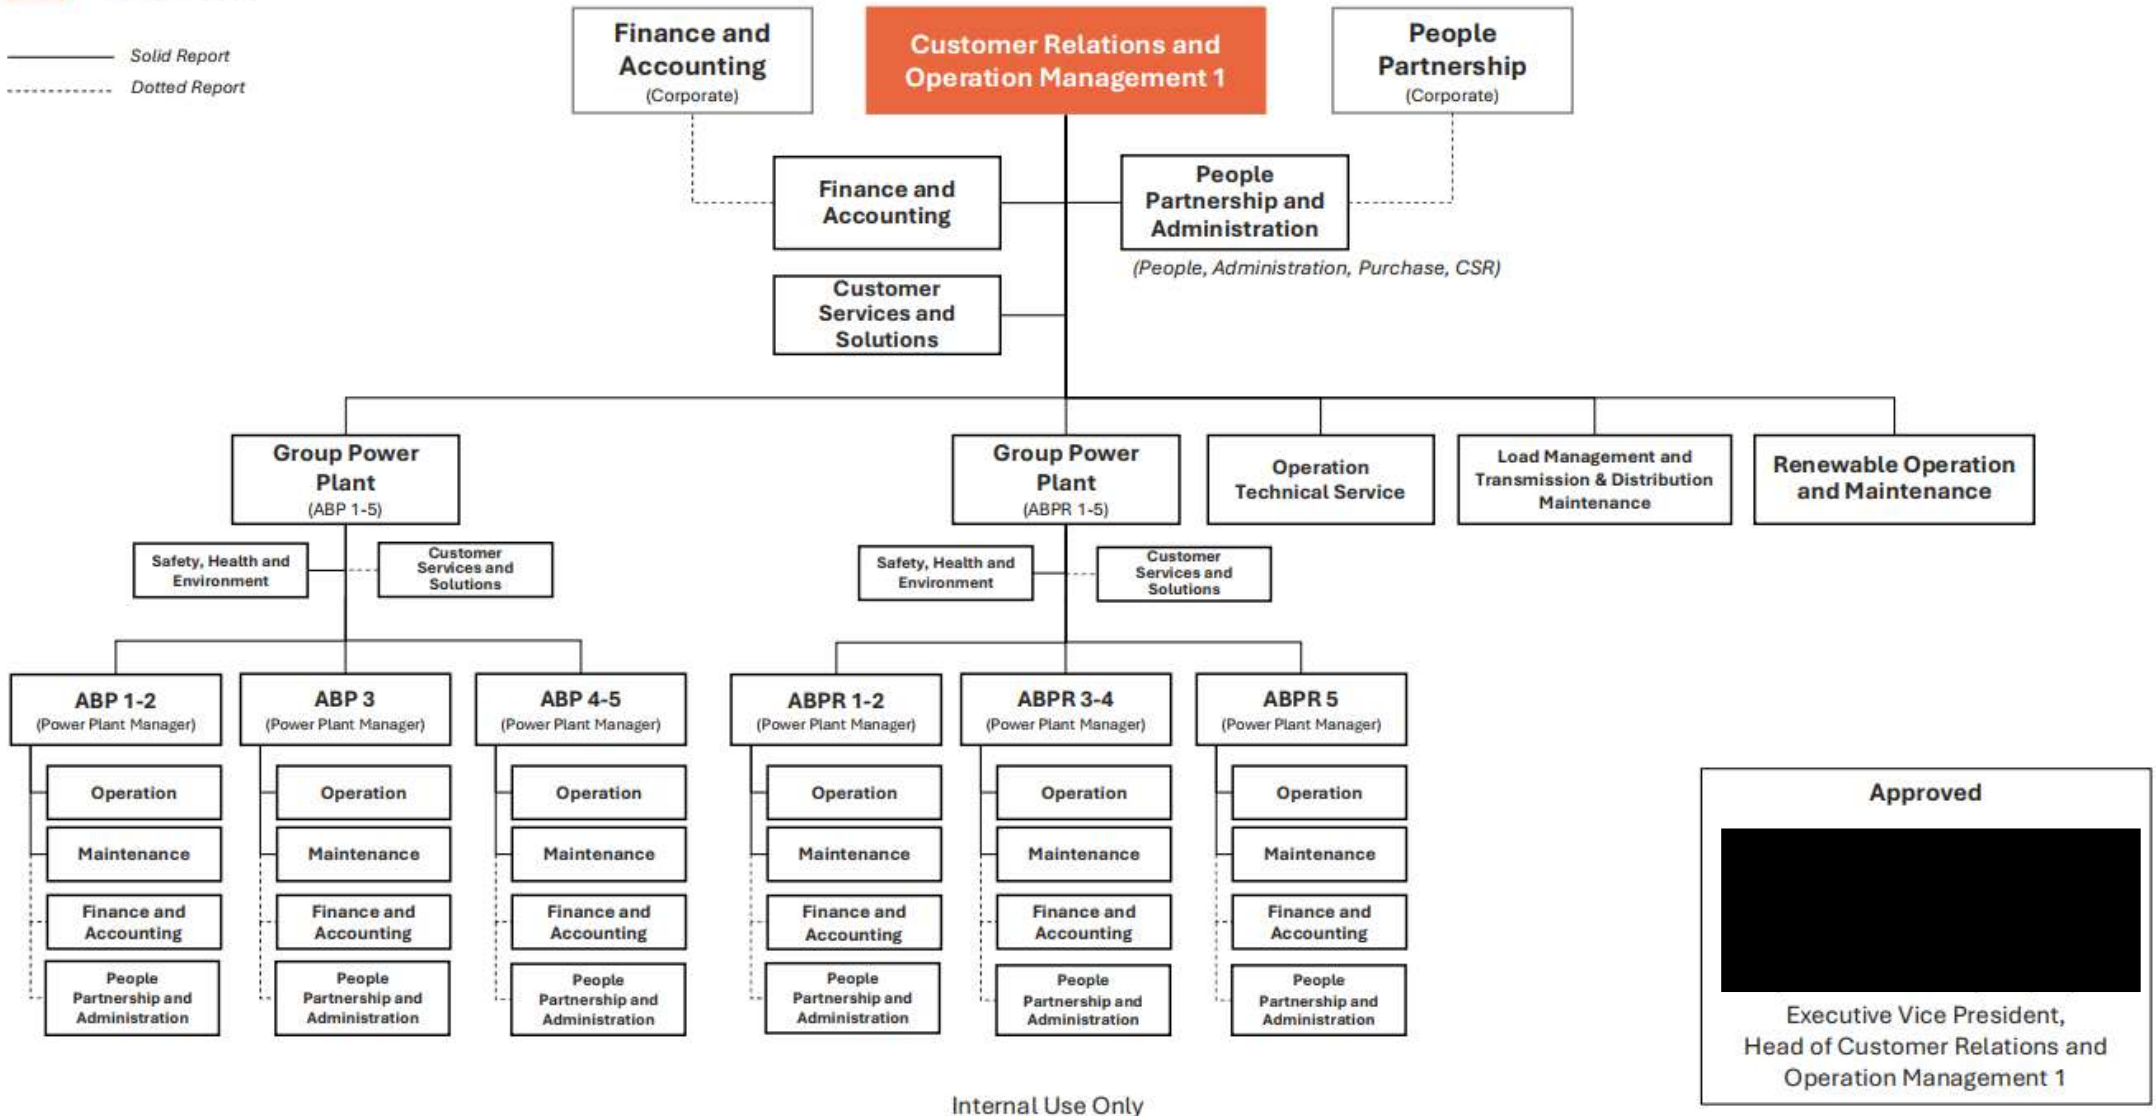 Solid Report
Dotted Report
Finance and
Accounting
(Corporate)
Customer Relations and
Operation Management 1
People
Partnership
(Corporate)
Finance and
Accounting
People
Partnership and
Administration
(People, Administration, Purchase, CSR)
Customer
Services and
Solutions
Group Power
Plant
(ABP 1-5)
Group Power
Plant
(ABPR 1-5)
Operation
Technical Service
Load Management and
Transmission & Distribution
Maintenance
Renewable Operation
and Maintenance
Safety, Health and
Environment
Customer
Services and
Solutions
Safety, Health and
Environment
Customer
Services and
Solutions
ABP 1-2
(Power Plant Manager)
ABP 3
(Power Plant Manager)
ABP 4-5
(Power Plant Manager)
ABPR 1-2
(Power Plant Manager)
ABPR 3-4
(Power Plant Manager)
ABPR 5
(Power Plant Manager)
Operation
Operation
Operation
Operation
Operation
Operation
Maintenance
Maintenance
Maintenance
Maintenance
Maintenance
Maintenance
Finance and
Accounting
Finance and
Accounting
Finance and
Accounting
Finance and
Accounting
Finance and
Accounting
Finance and
Accounting
People
Partnership and
Administration
People
Partnership and
Administration
People
Partnership and
Administration
People
Partnership and
Administration
People
Partnership and
Administration
People
Partnership and
Administration
Approved
Executive Vice President,
Head of Customer Relations and
Operation Management 1
Internal Use Only